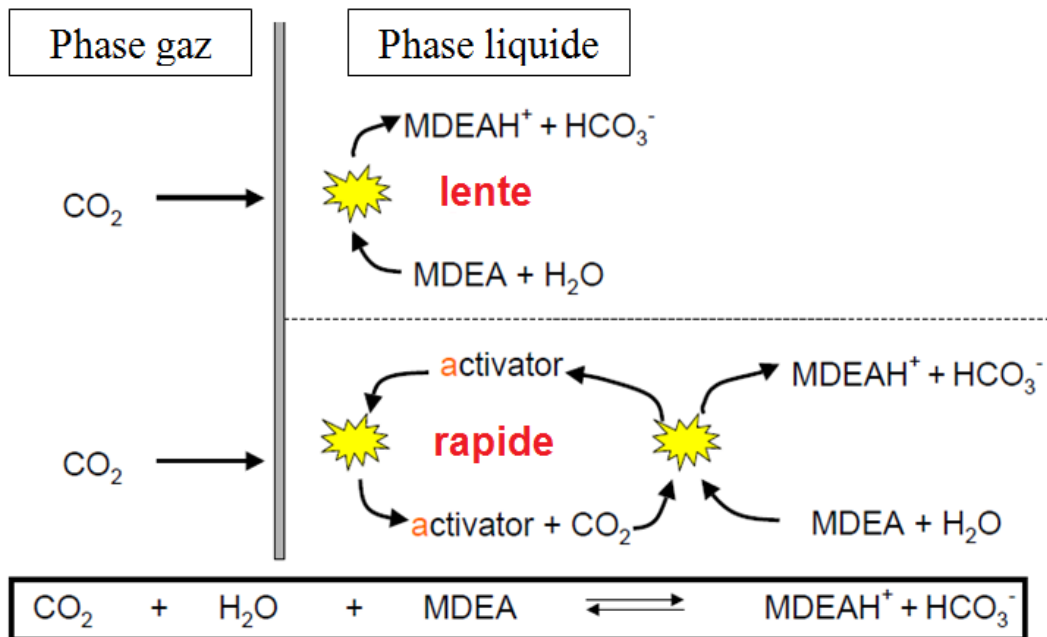 Phase gaz
Phase liquide
MDEAH⁺ + HCO₃⁻
CO₂
lente
MDEA + H₂O
activator
MDEAH⁺ + HCO₃⁻
CO₂
rapide
activator + CO₂
MDEA + H₂O
CO₂ + H₂O + MDEA ⇌ MDEAH⁺ + HCO₃⁻